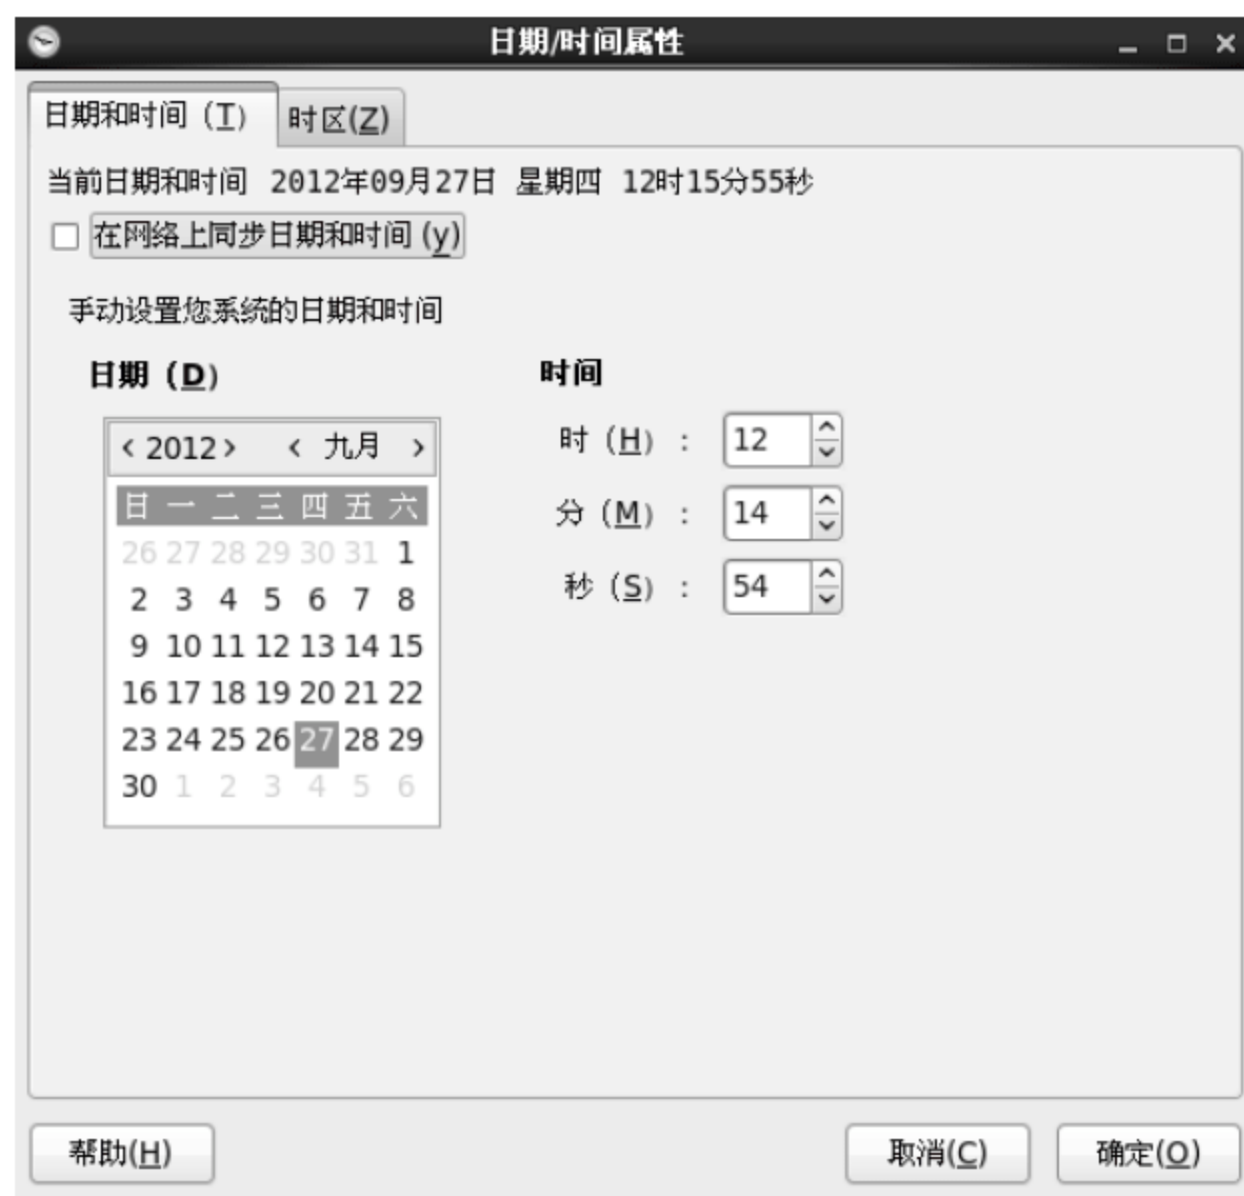 日期/时间属性
日期和时间 (T) 时区(Z)
当前日期和时间 2012年09月27日 星期四 12时15分55秒
在网络上同步日期和时间 (y)
手动设置您系统的日期和时间
日期 (D) 时间
< 2012 > < 九月 >
日 一 二 三 四 五 六
26 27 28 29 30 31 1
2 3 4 5 6 7 8
9 10 11 12 13 14 15
16 17 18 19 20 21 22
23 24 25 26 27 28 29
30 1 2 3 4 5 6
时 (H) : 12
分 (M) : 14
秒 (S) : 54
帮助(H) 取消(C) 确定(O)